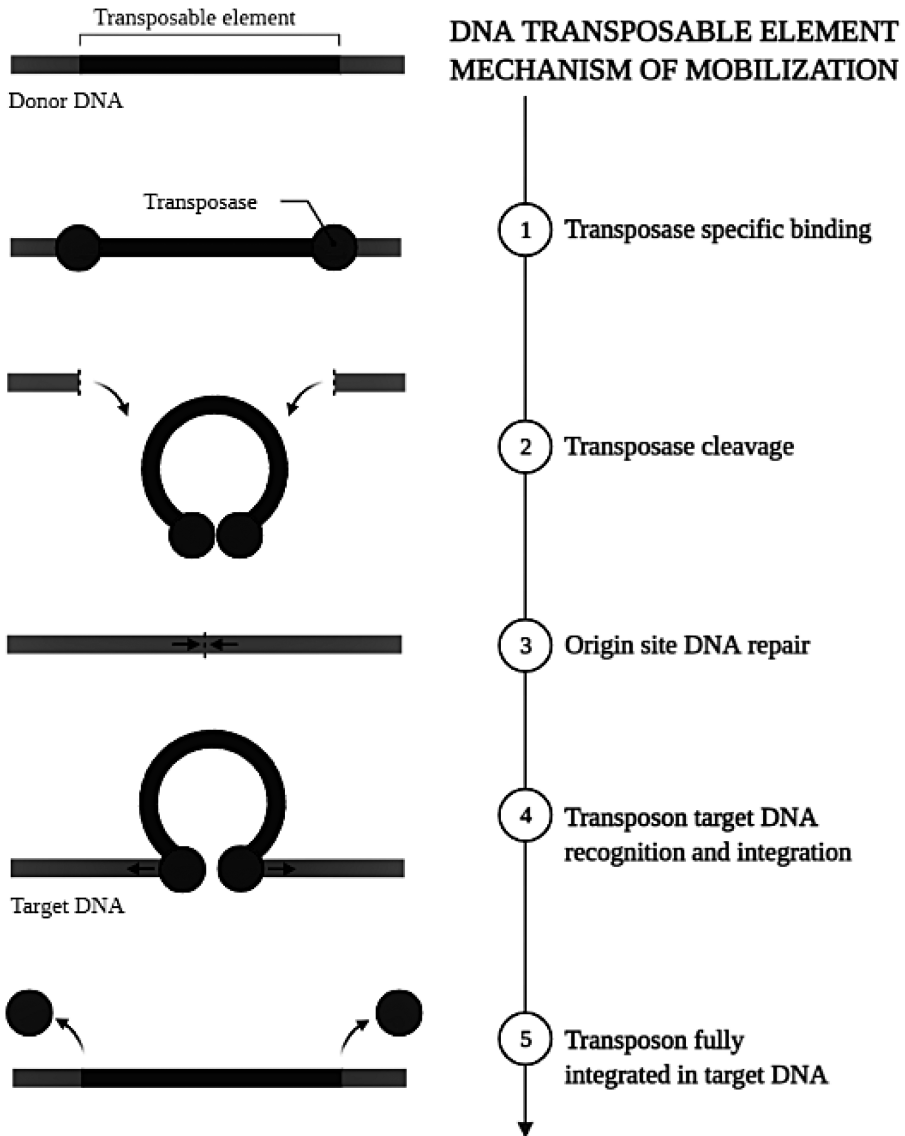 Transposable element
DNA TRANSPOSABLE ELEMENT
MECHANISM OF MOBILIZATION
Donor DNA
Transposase
1 Transposase specific binding
2 Transposase cleavage
3 Origin site DNA repair
4 Transposon target DNA
recognition and integration
Target DNA
5 Transposon fully
integrated in target DNA